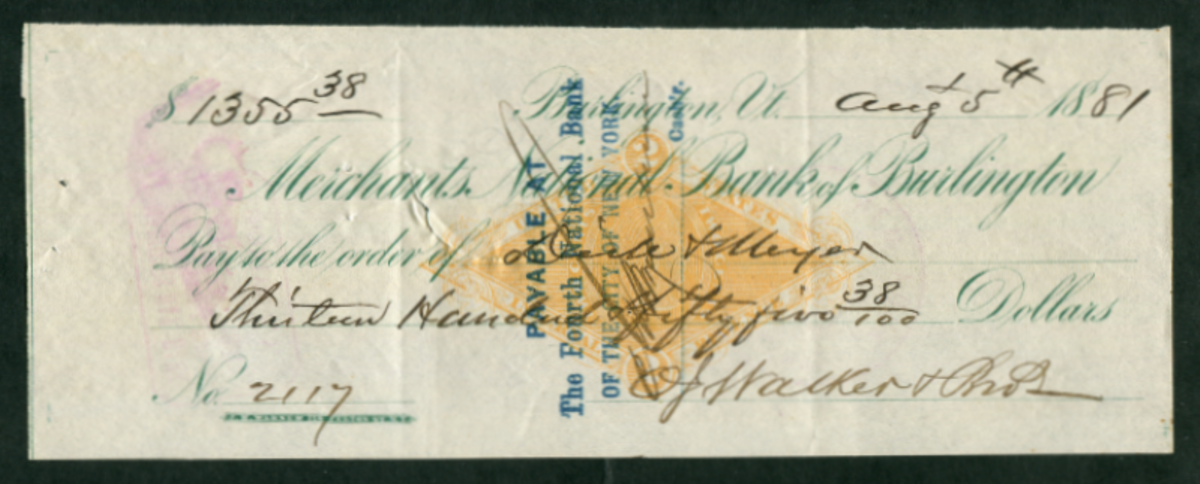 $ 1355 38 Burlington, Vt. Aug 5th 1881
Merchants National Bank of Burlington
Pay to the order of & Meyer
Thirteen Hundred & fifty five 38/100 Dollars
No. 2117
O J Walker & Bro
PAYABLE AT
The Fourth National Bank
OF THE CITY OF NEW YORK
Cashr.